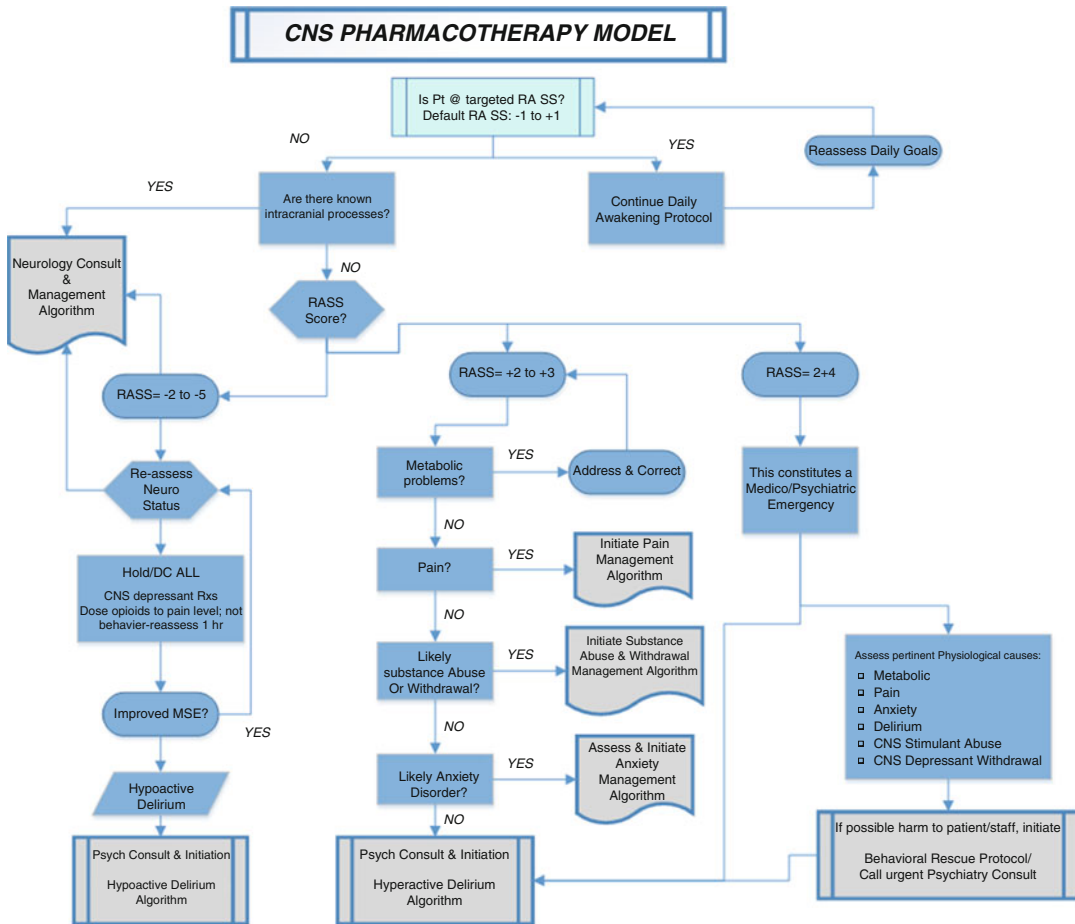 CNS PHARMACOTHERAPY MODEL
Is Pt @ targeted RA SS?
Default RA SS: -1 to +1
NO
YES
Reassess Daily Goals
YES
Are there known
intracranial processes?
Continue Daily
Awakening Protocol
Neurology Consult
&
Management
Algorithm
NO
RASS
Score?
RASS= -2 to -5
RASS= +2 to +3
RASS= 2+4
Re-assess
Neuro
Status
Metabolic
problems?
YES
Address & Correct
This constitutes a
Medico/Psychiatric
Emergency
NO
Hold/DC ALL
CNS depressant Rxs
Dose opioids to pain level; not
behavier-reassess 1 hr
Pain?
YES
Initiate Pain
Management
Algorithm
NO
Likely
substance Abuse
Or Withdrawal?
YES
Initiate Substance
Abuse & Withdrawal
Management Algorithm
Assess pertinent Physiological causes:
Metabolic
Pain
Anxiety
Delirium
CNS Stimulant Abuse
CNS Depressant Withdrawal
Improved MSE?
YES
NO
Likely Anxiety
Disorder?
YES
Assess & Initiate
Anxiety
Management
Algorithm
Hypoactive
Delirium
NO
Psych Consult & Initiation
Hypoactive Delirium
Algorithm
Psych Consult & Initiation
Hyperactive Delirium
Algorithm
If possible harm to patient/staff, initiate
Behavioral Rescue Protocol/
Call urgent Psychiatry Consult